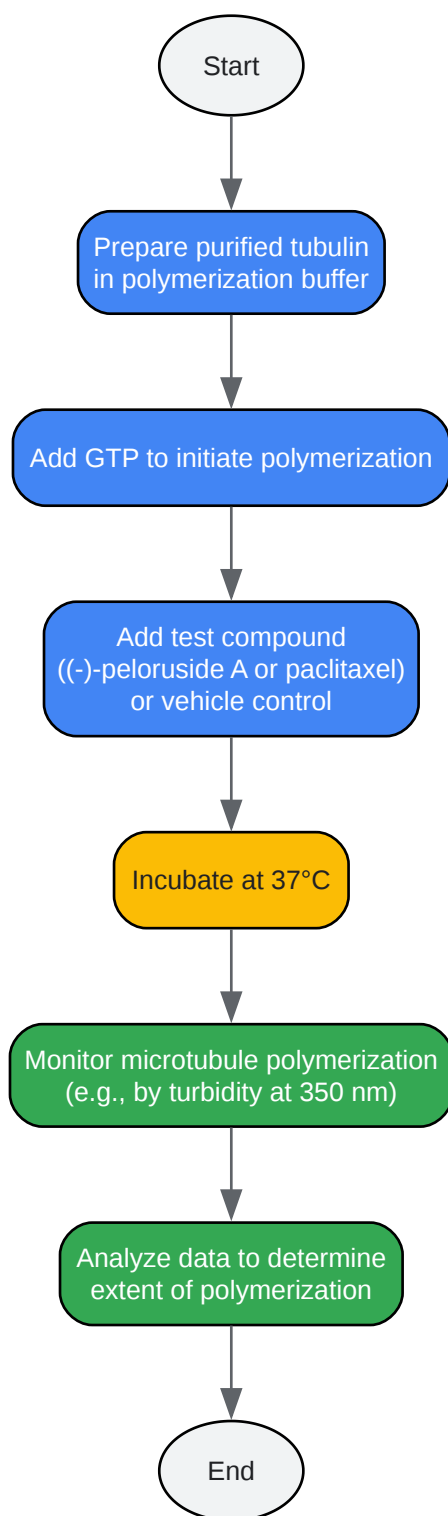 Start
Prepare purified tubulin
in polymerization buffer
Add GTP to initiate polymerization
Add test compound
((-)-peloruside A or paclitaxel)
or vehicle control
Incubate at 37°C
Monitor microtubule polymerization
(e.g., by turbidity at 350 nm)
Analyze data to determine
extent of polymerization
End